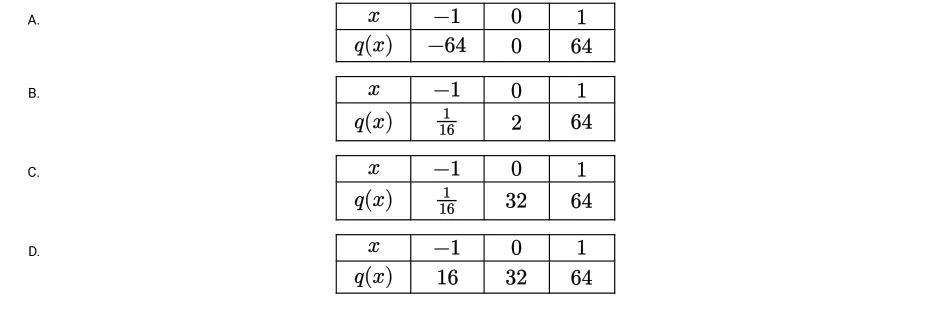 A.
x −1 0 1
q(x) −64 0 64
B.
x −1 0 1
q(x) 1/16 2 64
C.
x −1 0 1
q(x) 1/16 32 64
D.
x −1 0 1
q(x) 16 32 64